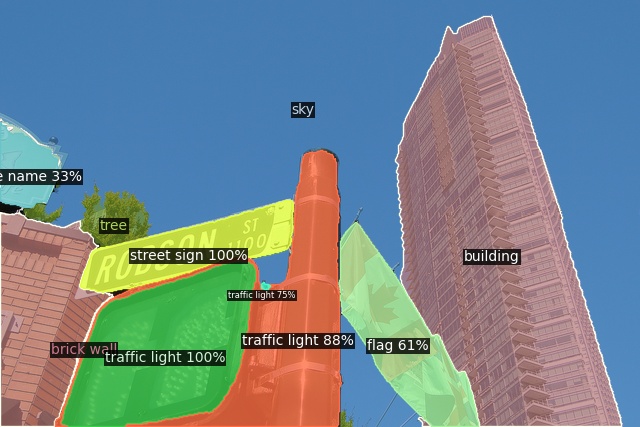 sky
e name 33%
tree
ROBSON ST
1100
street sign 100%
building
traffic light 75%
traffic light 88%
flag 61%
brick wall
traffic light 100%